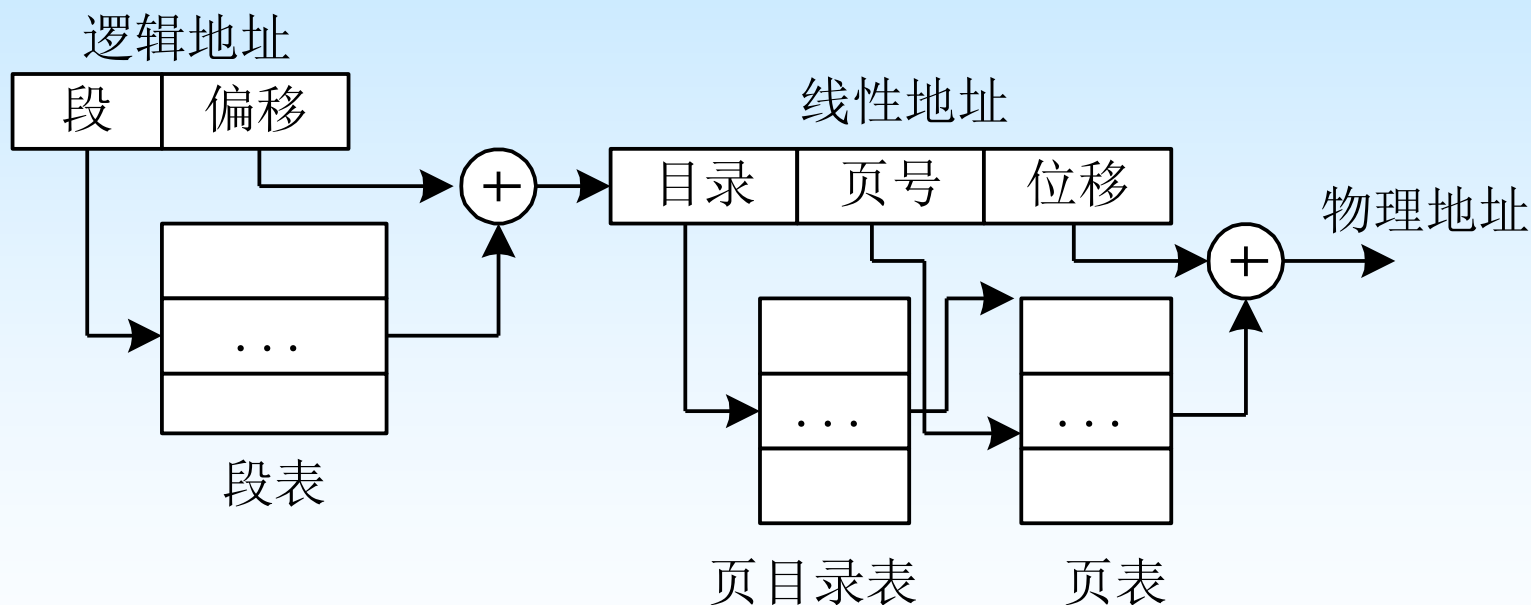 逻辑地址
段 偏移
线性地址
目录 页号 位移
物理地址
...
... ...
段表
页目录表 页表